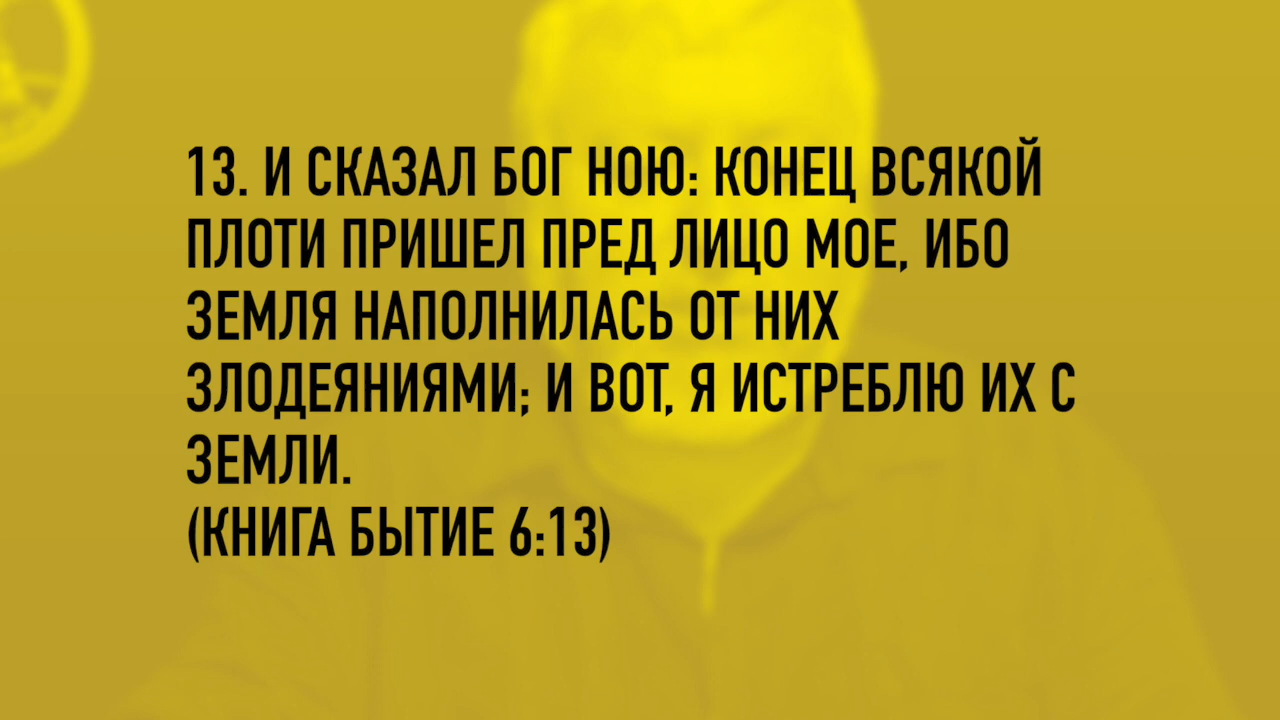 13. И СКАЗАЛ БОГ НОЮ: КОНЕЦ ВСЯКОЙ
ПЛОТИ ПРИШЕЛ ПРЕД ЛИЦО МОЕ, ИБО
ЗЕМЛЯ НАПОЛНИЛАСЬ ОТ НИХ
ЗЛОДЕЯНИЯМИ; И ВОТ, Я ИСТРЕБЛЮ ИХ С
ЗЕМЛИ.
(КНИГА БЫТИЕ 6:13)